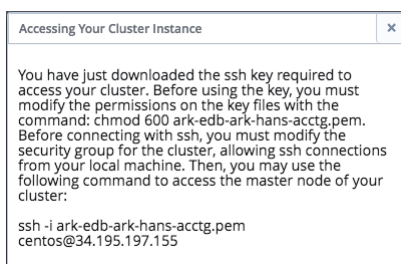 Accessing Your Cluster Instance
You have just downloaded the ssh key required to
access your cluster. Before using the key, you must
modify the permissions on the key files with the
command: chmod 600 ark-edb-ark-hans-acctg.pem.
Before connecting with ssh, you must modify the
security group for the cluster, allowing ssh connections
from your local machine. Then, you may use the
following command to access the master node of your
cluster:
ssh -i ark-edb-ark-hans-acctg.pem
centos@34.195.197.155